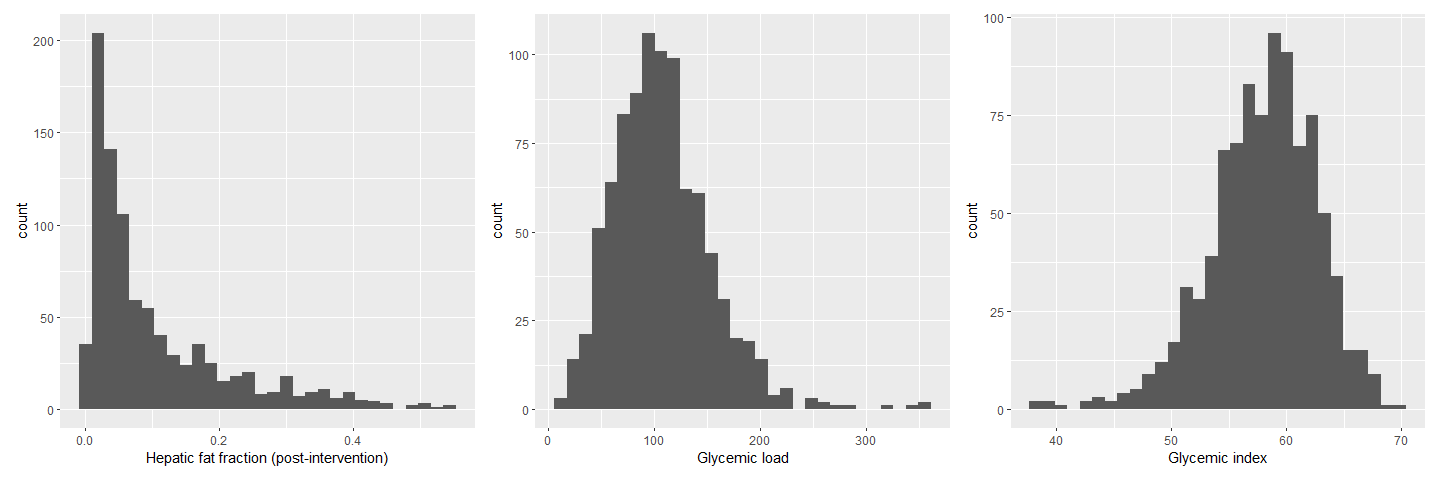 200
150
100
50
0
count
0.0 0.2 0.4
Hepatic fat fraction (post-intervention)
100
75
50
25
0
count
0 100 200 300
Glycemic load
100
75
50
25
0
count
40 50 60 70
Glycemic index